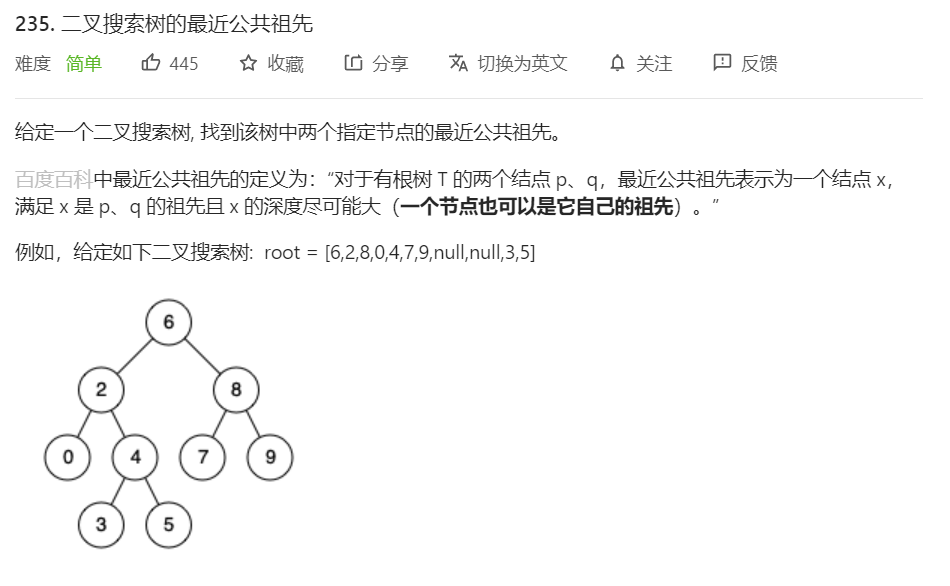 235. 二叉搜索树的最近公共祖先
难度 简单 445 收藏 分享 切换为英文 关注 反馈
给定一个二叉搜索树, 找到该树中两个指定节点的最近公共祖先。
百度百科中最近公共祖先的定义为：“对于有根树 T 的两个结点 p、q，最近公共祖先表示为一个结点 x，
满足 x 是 p、q 的祖先且 x 的深度尽可能大（一个节点也可以是它自己的祖先）。”
例如，给定如下二叉搜索树: root = [6,2,8,0,4,7,9,null,null,3,5]
6
2 8
0 4 7 9
3 5